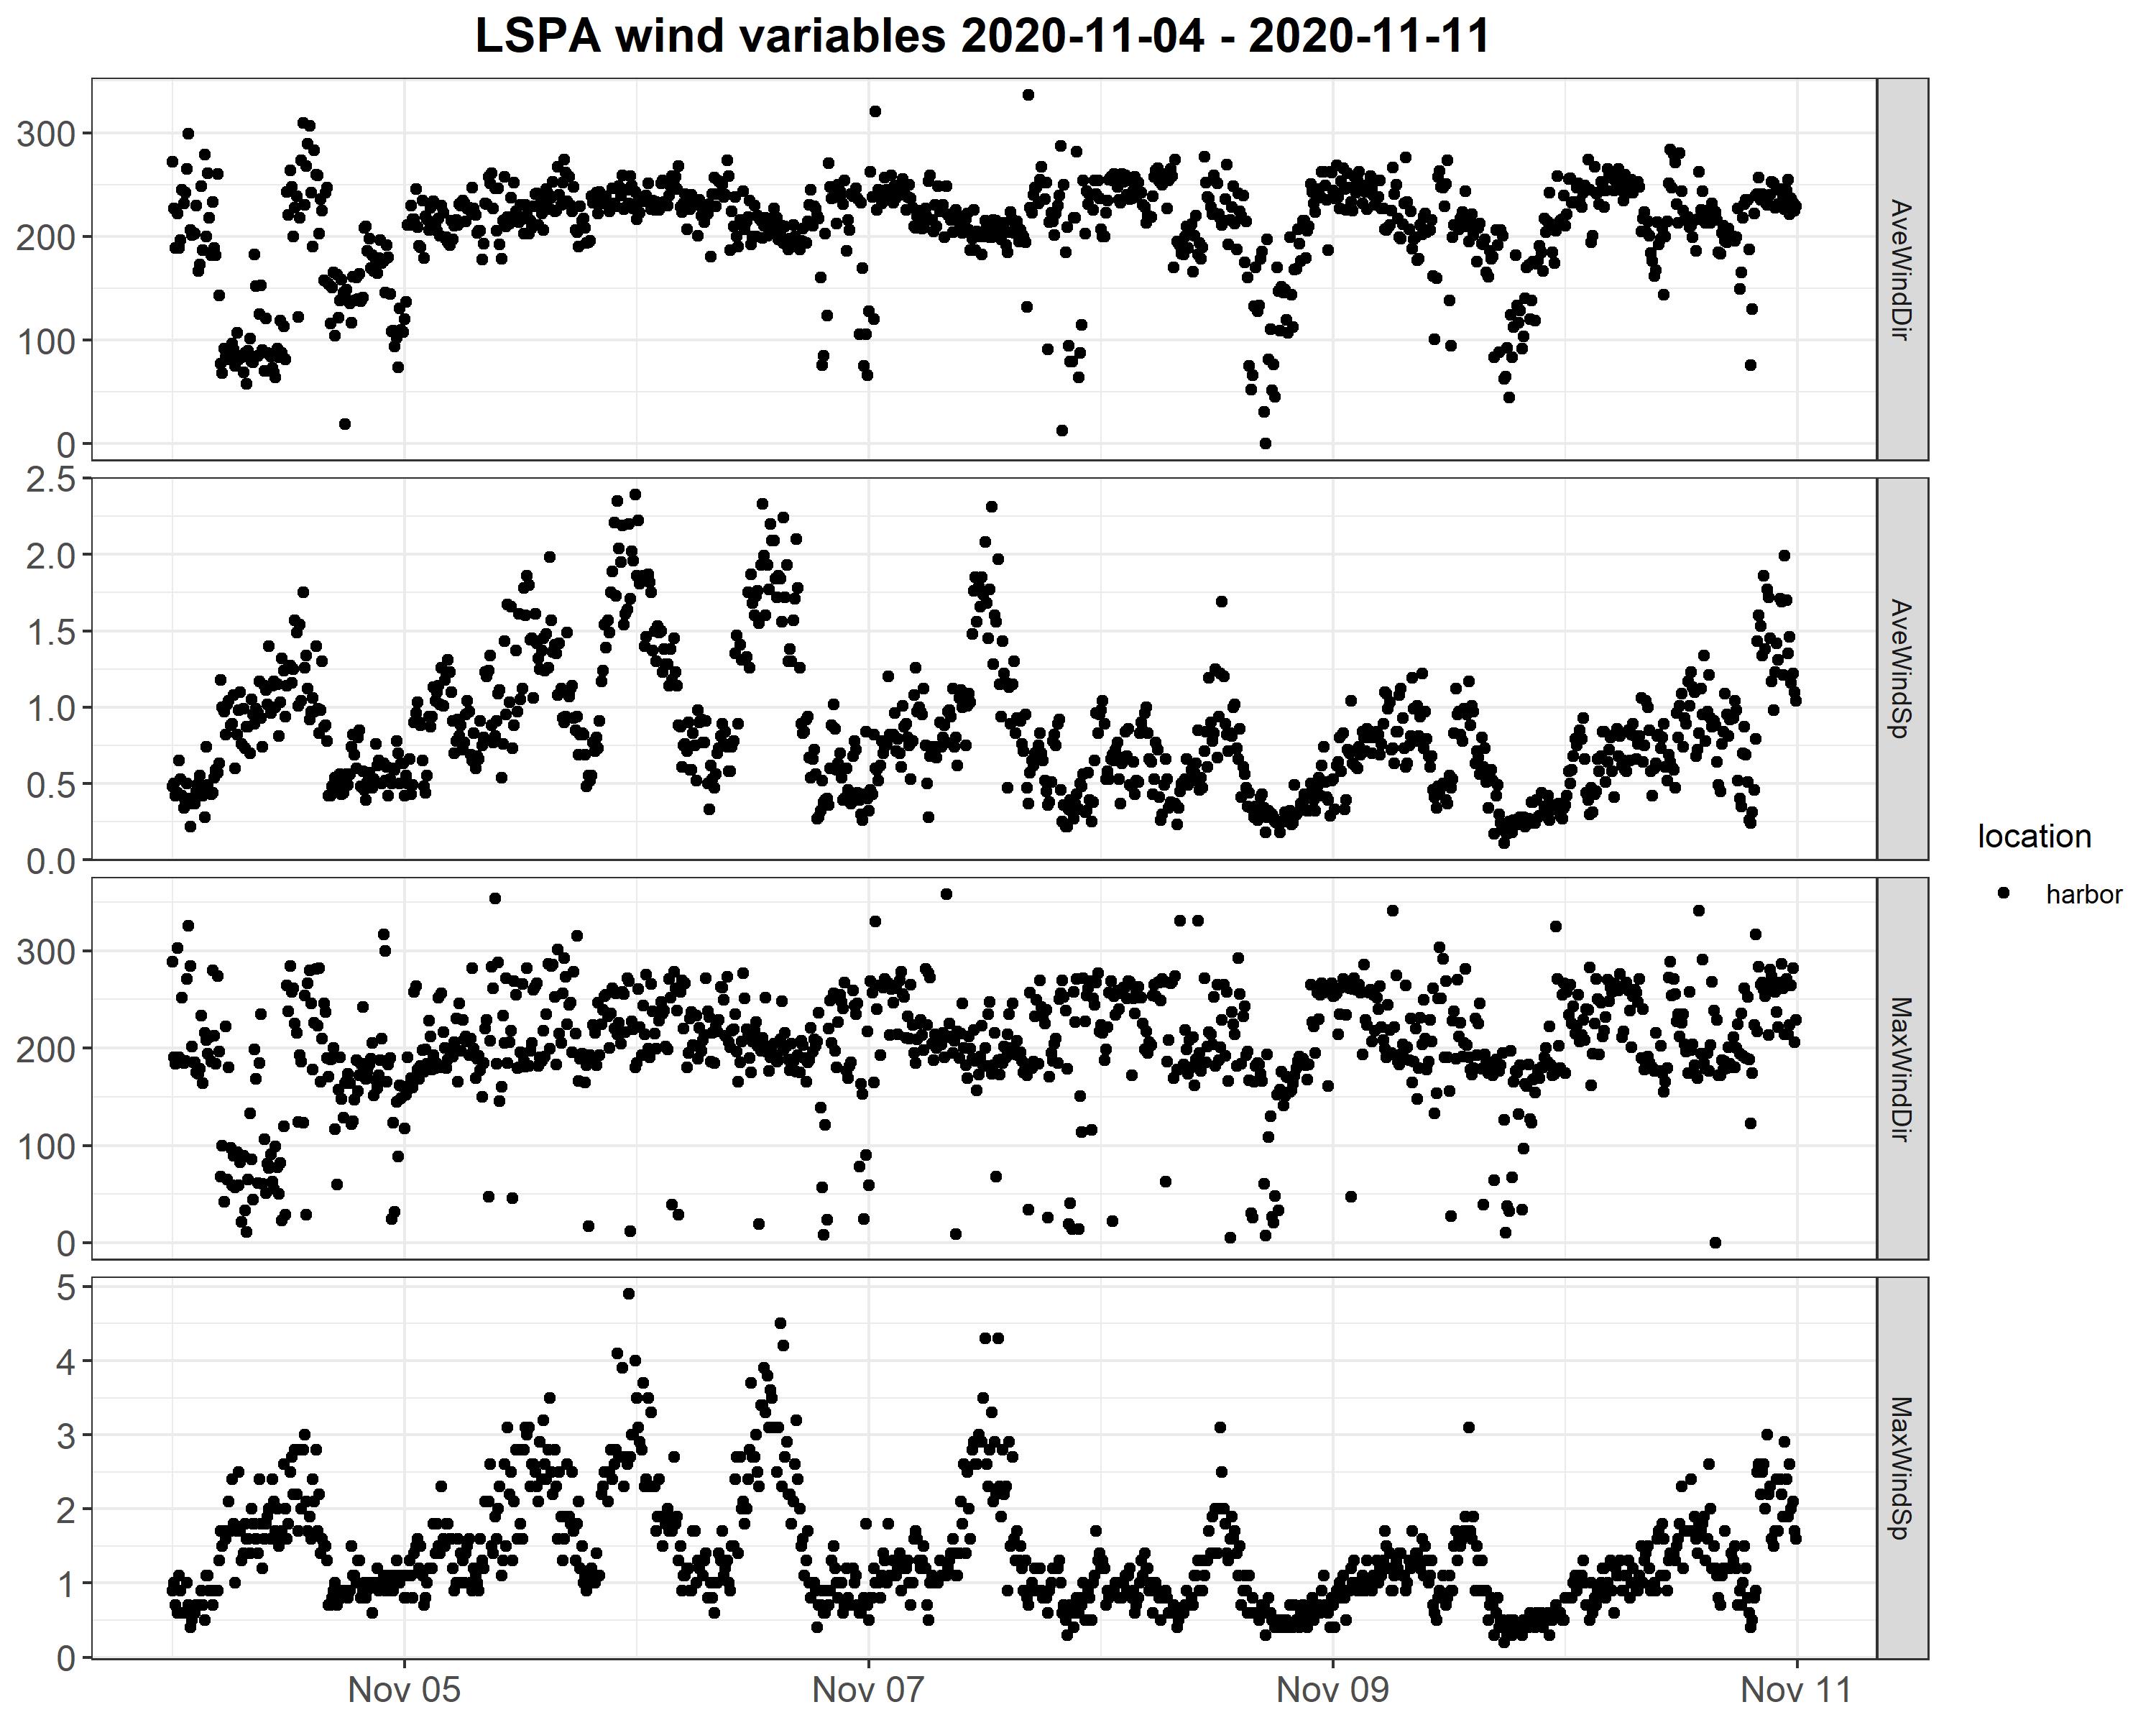 LSPA wind variables 2020-11-04 - 2020-11-11
300
200
100
0
AveWindDir
2.5
2.0
1.5
1.0
0.5
0.0
AveWindSp
300
200
100
0
MaxWindDir
5
4
3
2
1
0
MaxWindSp
Nov 05 Nov 07 Nov 09 Nov 11
location
harbor